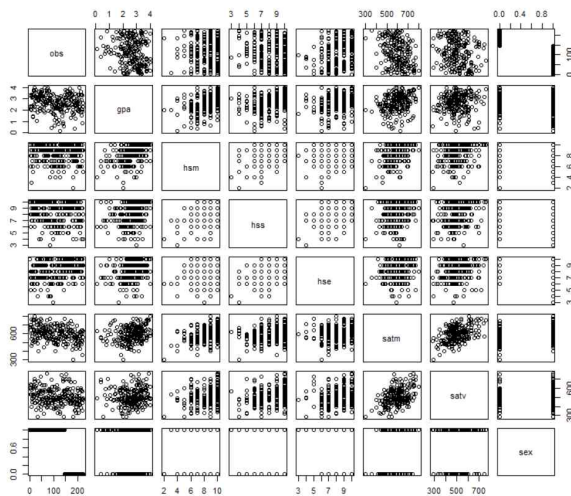 0 1 2 3 4
3 5 7 9
300 500 700
0.0 0.4 0.8
obs
0 100
0 1 2 3 4
gpa
hsm
2 4 6 8
3 5 7 9
hss
hse
3 5 7 9
300 600
satm
satv
300 600
0.0 0.6
sex
0 50 100 200
2 4 6 8 10
3 5 7 9
300 500 700